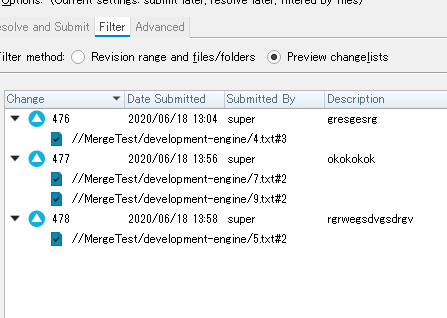 Options: (Current settings: submit later, resolve later, filtered by files)
esolve and Submit Filter Advanced
Filter method: Revision range and files/folders Preview changelists
Change Date Submitted Submitted By Description
476 2020/06/18 13:04 super gresgesrg
//MergeTest/development-engine/4.txt#3
477 2020/06/18 13:56 super okokokok
//MergeTest/development-engine/7.txt#2
//MergeTest/development-engine/9.txt#2
478 2020/06/18 13:58 super rgrwegsdvgsdrgv
//MergeTest/development-engine/5.txt#2